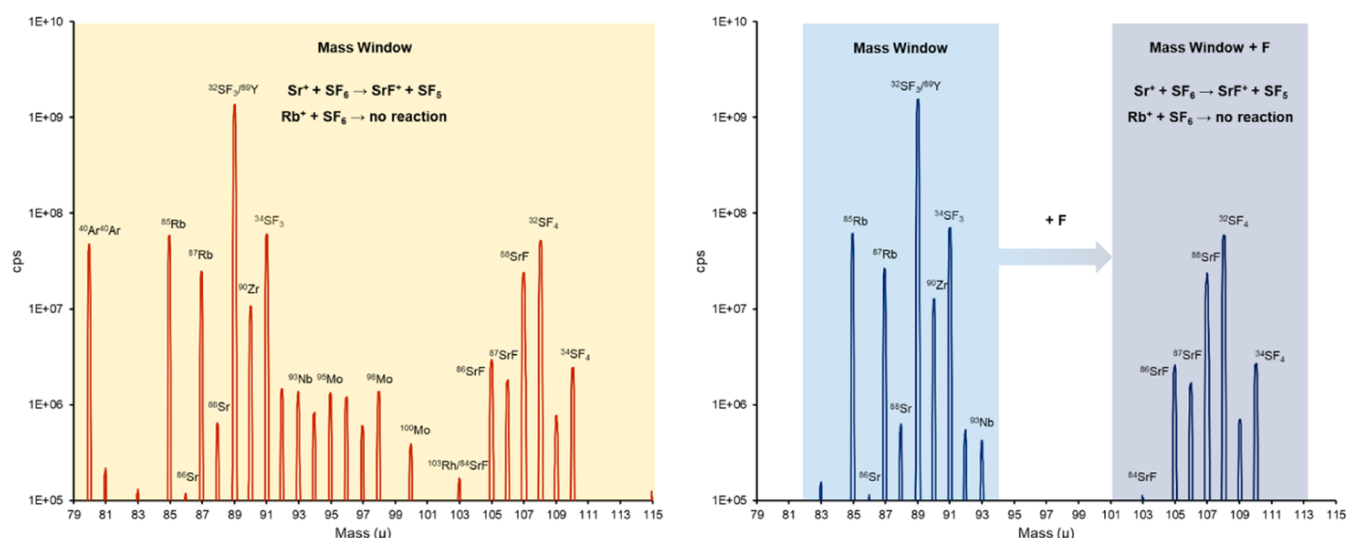 1E+10
1E+09
1E+08
1E+07
1E+06
1E+05
cps
Mass Window
Sr⁺ + SF₆ → SrF⁺ + SF₅
Rb⁺ + SF₆ → no reaction
³²SF₃/⁸⁹Y
⁴⁰Ar⁴⁰Ar
⁸⁵Rb
⁸⁷Rb
³⁴SF₃
⁹⁰Zr
⁸⁸Sr
⁸⁶Sr
⁹³Nb
⁹⁵Mo
⁹⁸Mo
¹⁰⁰Mo
¹⁰³Rh/⁸⁴SrF
⁸⁶SrF
⁸⁷SrF
⁸⁸SrF
³²SF₄
³⁴SF₄
79 81 83 85 87 89 91 93 95 97 99 101 103 105 107 109 111 113 115
Mass (µ)
1E+10
1E+09
1E+08
1E+07
1E+06
1E+05
cps
Mass Window
³²SF₃/⁸⁹Y
⁸⁵Rb
⁸⁷Rb
³⁴SF₃
⁹⁰Zr
⁸⁸Sr
⁸⁶Sr
⁹³Nb
+ F
Mass Window + F
Sr⁺ + SF₆ → SrF⁺ + SF₅
Rb⁺ + SF₆ → no reaction
³²SF₄
⁸⁸SrF
⁸⁷SrF
⁸⁶SrF
³⁴SF₄
⁸⁴SrF
79 81 83 85 87 89 91 93 95 97 99 101 103 105 107 109 111 113 115
Mass (µ)